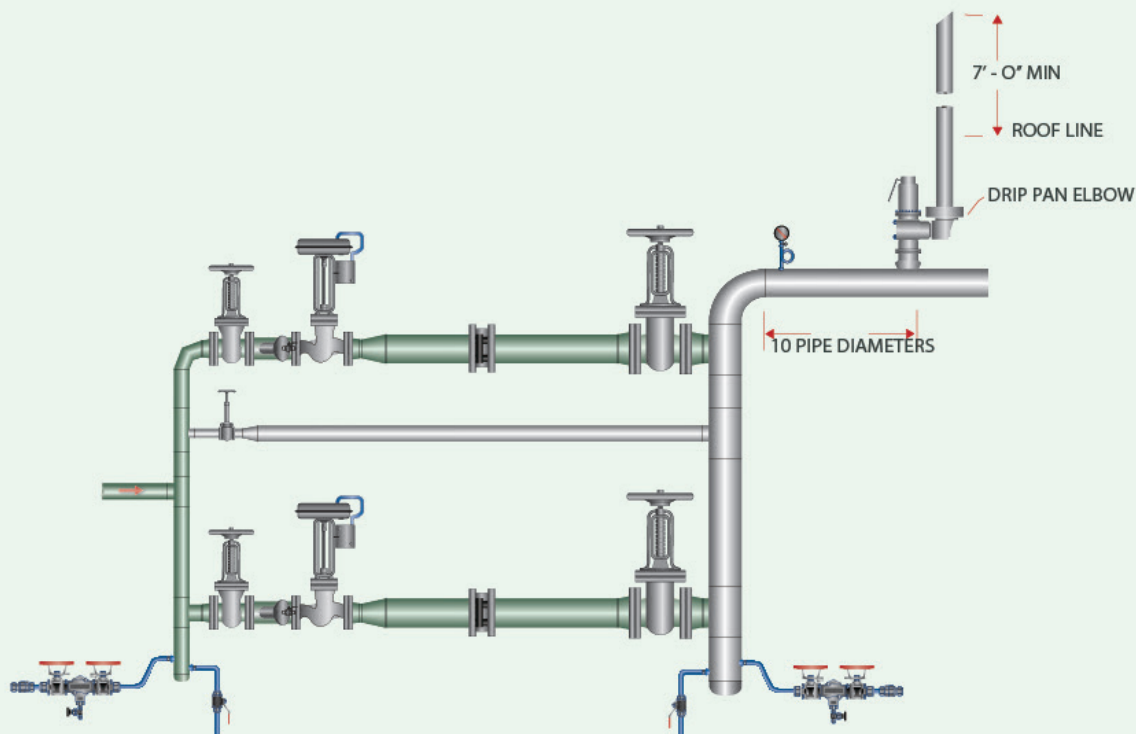 7' - O" MIN
ROOF LINE
DRIP PAN ELBOW
10 PIPE DIAMETERS